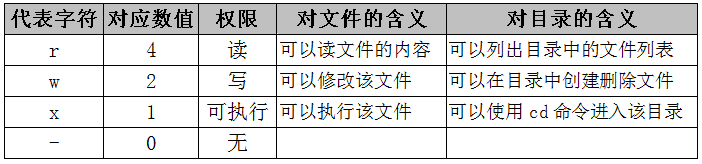 代表字符 对应数值 权限 对文件的含义 对目录的含义
r 4 读 可以读文件的内容 可以列出目录中的文件列表
w 2 写 可以修改该文件 可以在目录中创建删除文件
x 1 可执行 可以执行该文件 可以使用 cd 命令进入该目录
- 0 无